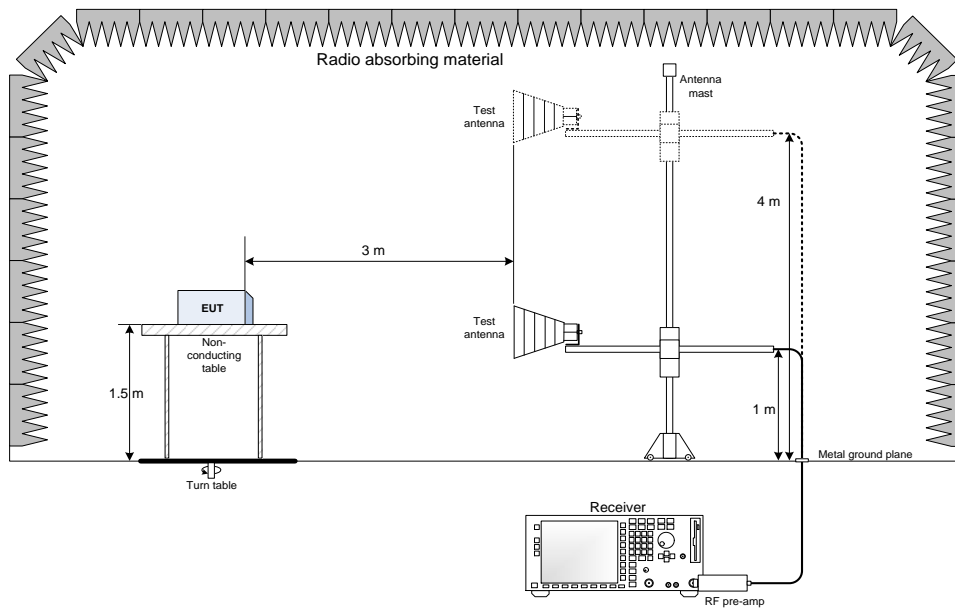 Radio absorbing material
Antenna
mast
Test
antenna
4 m
3 m
EUT
Test
antenna
Non-
conducting
table
1.5 m
1 m
Metal ground plane
Turn table
Receiver
RF pre-amp